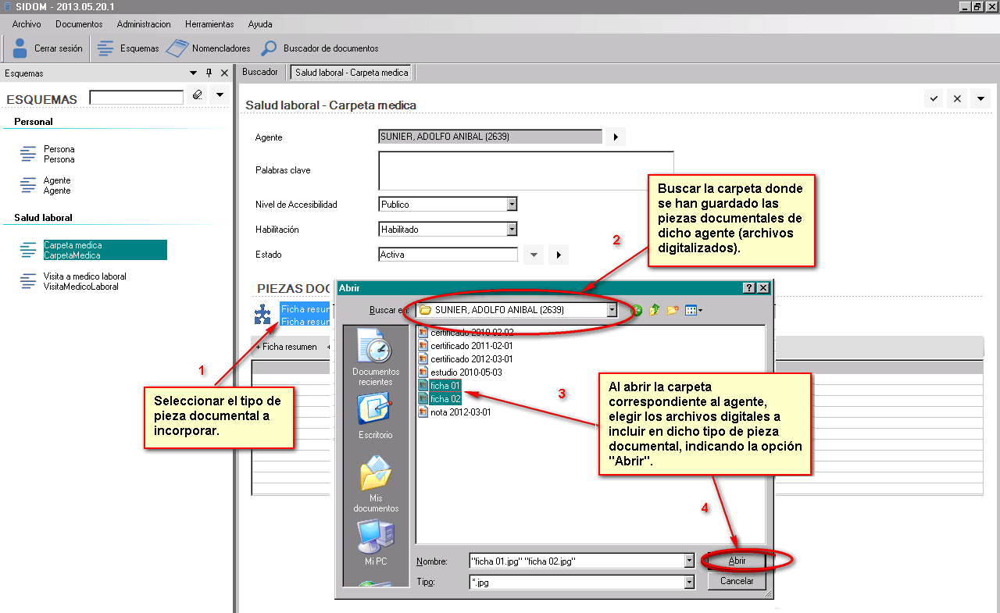 SIDOM - 2013.05.20.1
Archivo Documentos Administracion Herramientas Ayuda
Cerrar sesión Esquemas Nomencladores Buscador de documentos
Esquemas
Buscador Salud laboral - Carpeta medica
ESQUEMAS
Personal
Persona
Persona
Agente
Agente
Salud laboral
Carpeta medica
CarpetaMedica
Visita a medico laboral
VisitaMedicoLaboral
Salud laboral - Carpeta medica
Agente SUNIER, ADOLFO ANIBAL (2639)
Palabras clave
Nivel de Accesibilidad Publico
Habilitación Habilitado
Estado Activa
Buscar la carpeta donde
se han guardado las
piezas documentales de
dicho agente (archivos
digitalizados).
2
PIEZAS DOC
Ficha resum
Ficha resum
+ Ficha resumen +
1
Seleccionar el tipo de
pieza documental a
incorporar.
Abrir
Buscar en: SUNIER, ADOLFO ANIBAL (2639)
Documentos
recientes
Escritorio
Mis
documentos
Mi PC
certificado 2010-02-02
certificado 2011-02-01
certificado 2012-03-01
estudio 2010-05-03
ficha 01
ficha 02
nota 2012-03-01
3
Al abrir la carpeta
correspondiente al agente,
elegir los archivos digitales a
incluir en dicho tipo de pieza
documental, indicando la opción
"Abrir".
4
Nombre: "ficha 01.jpg" "ficha 02.jpg" Abrir
Tipo: *.jpg Cancelar